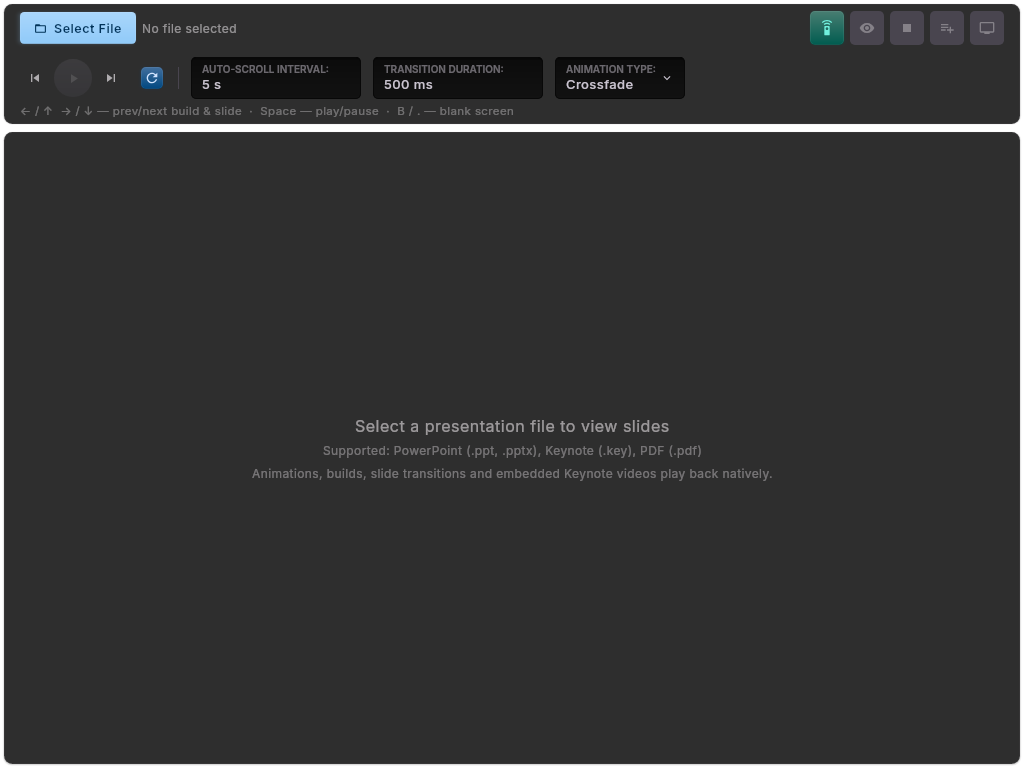 Select File No file selected
AUTO-SCROLL INTERVAL: TRANSITION DURATION: ANIMATION TYPE:
5 s 500 ms Crossfade
← / ↑ → / ↓ — prev/next build & slide · Space — play/pause · B / . — blank screen
Select a presentation file to view slides
Supported: PowerPoint (.ppt, .pptx), Keynote (.key), PDF (.pdf)
Animations, builds, slide transitions and embedded Keynote videos play back natively.